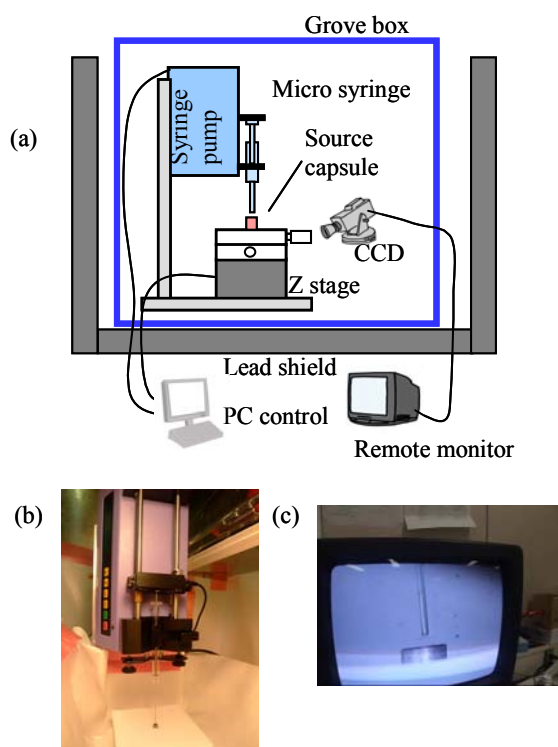 Grove box
(a)
Syringe
pump
Micro syringe
Source
capsule
CCD
Z stage
Lead shield
PC control
Remote monitor
(b)
(c)